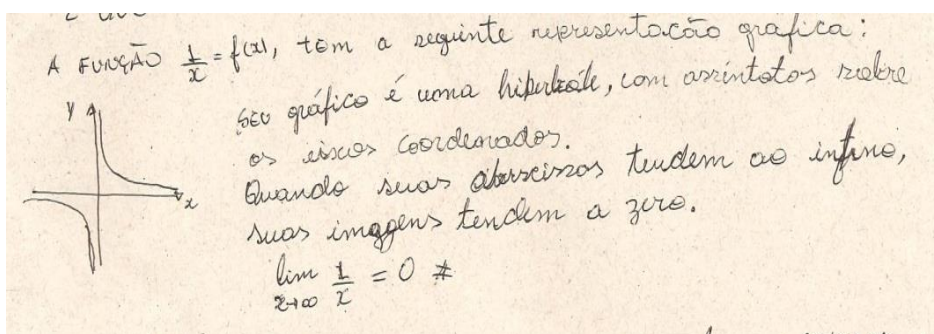 A FUNÇÃO 1/x = f(x), tem a seguinte representação gráfica:
SEU gráfico é uma hipérbole, com assíntotas sobre
os eixos coordenados.
Quando suas abscissas tendem ao infino,
suas imagens tendem a zero.
lim 1/x = 0 #
x→∞
y
x